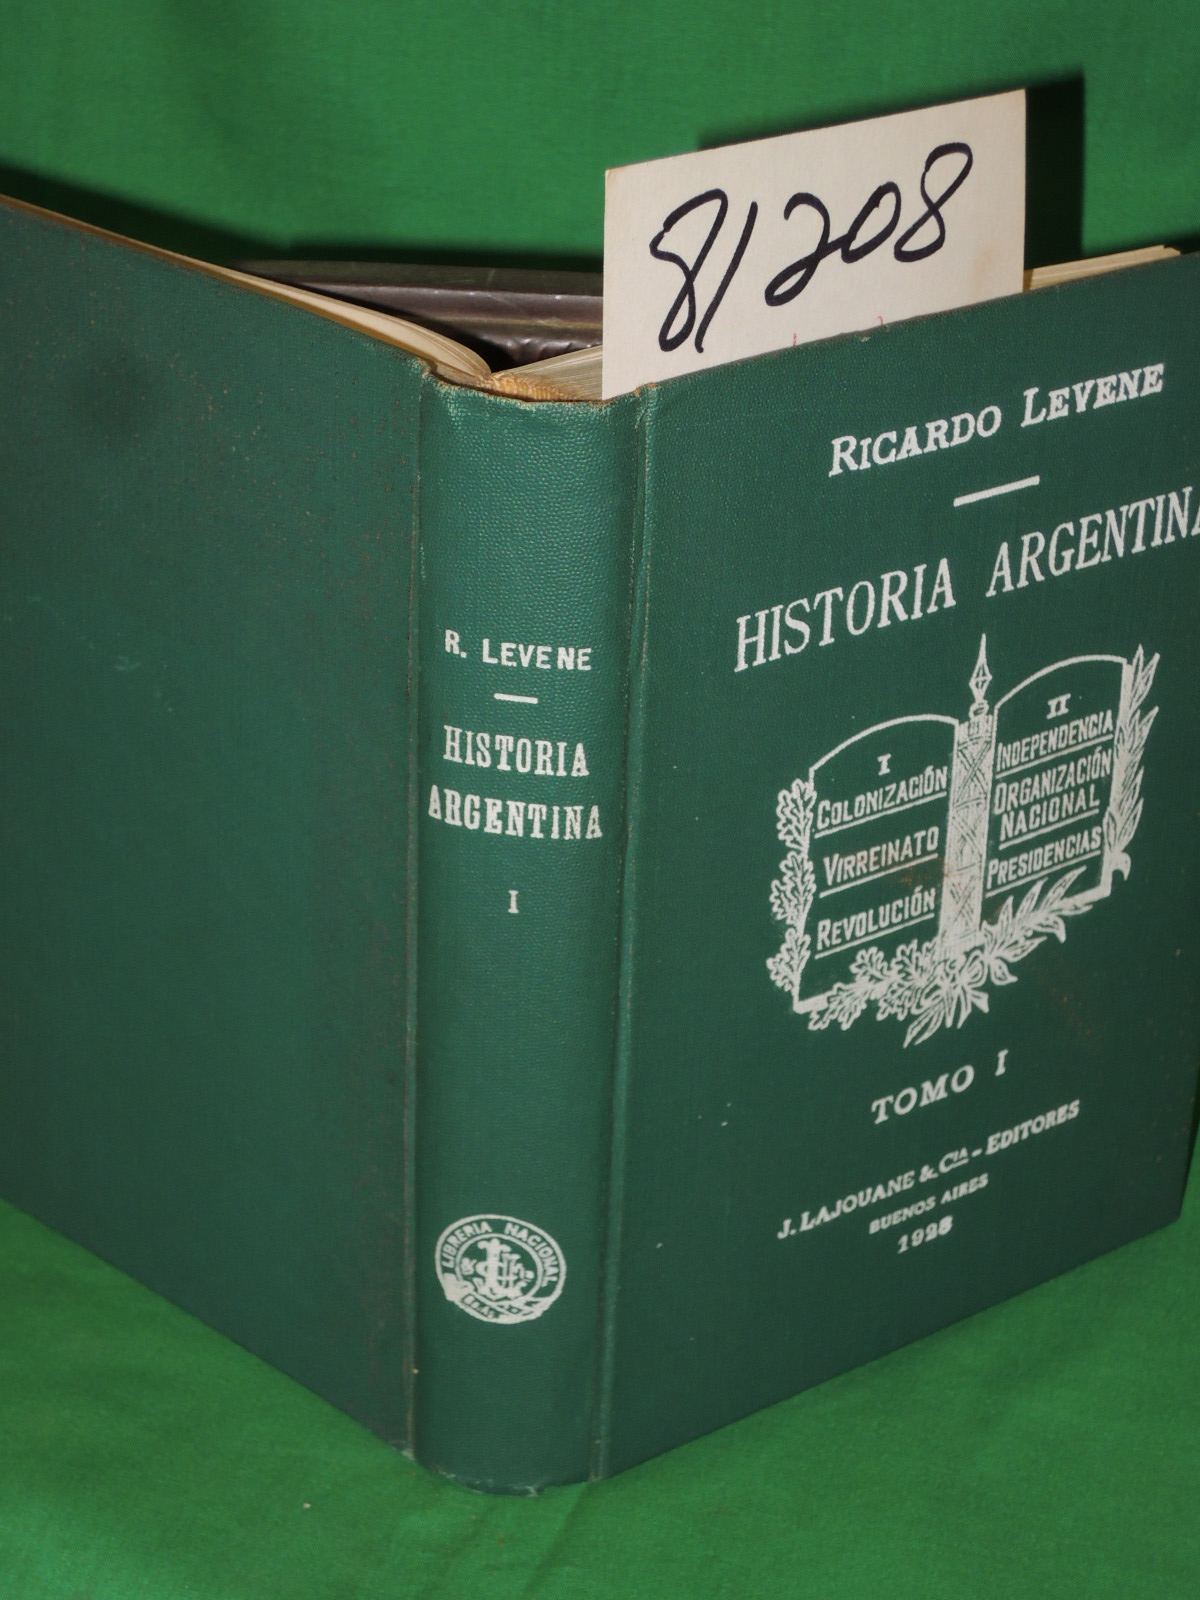 81208
RICARDO LEVENE
HISTORIA ARGENTINA
I
COLONIZACIÓN
VIRREINATO
REVOLUCIÓN
II
INDEPENDENCIA
ORGANIZACIÓN
NACIONAL
PRESIDENCIAS
TOMO I
J. LAJOUANE & CIA - EDITORES
BUENOS AIRES
1928
R. LEVENE
HISTORIA
ARGENTINA
I
LIBRERIA NACIONAL